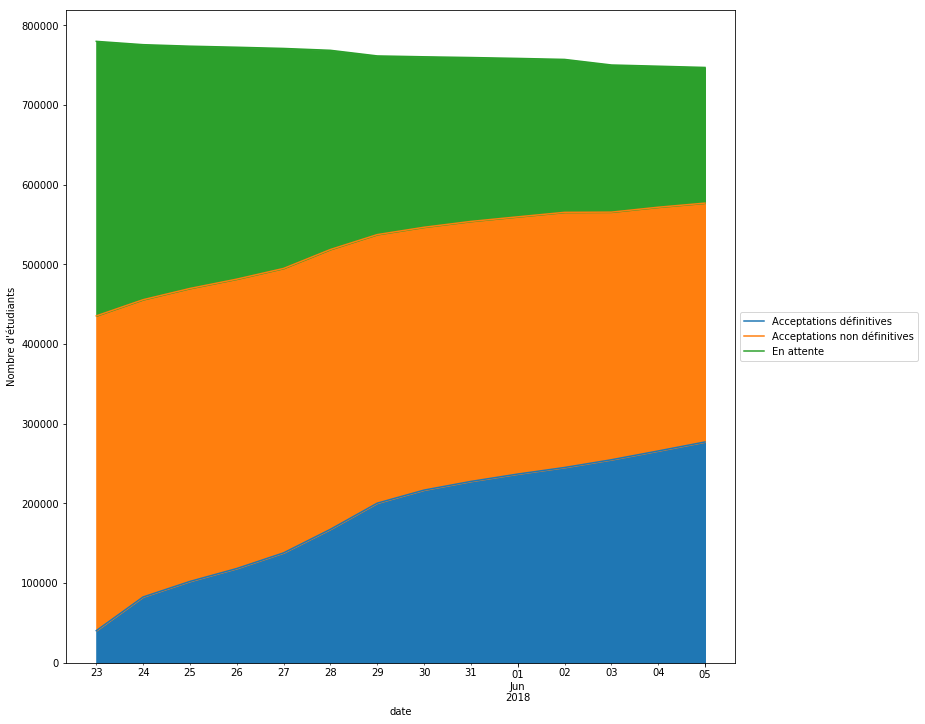 800000
700000
600000
500000
400000
300000
200000
100000
0
Nombre d'étudiants
23 24 25 26 27 28 29 30 31 01 02 03 04 05
Jun
2018
date
Acceptations définitives
Acceptations non définitives
En attente